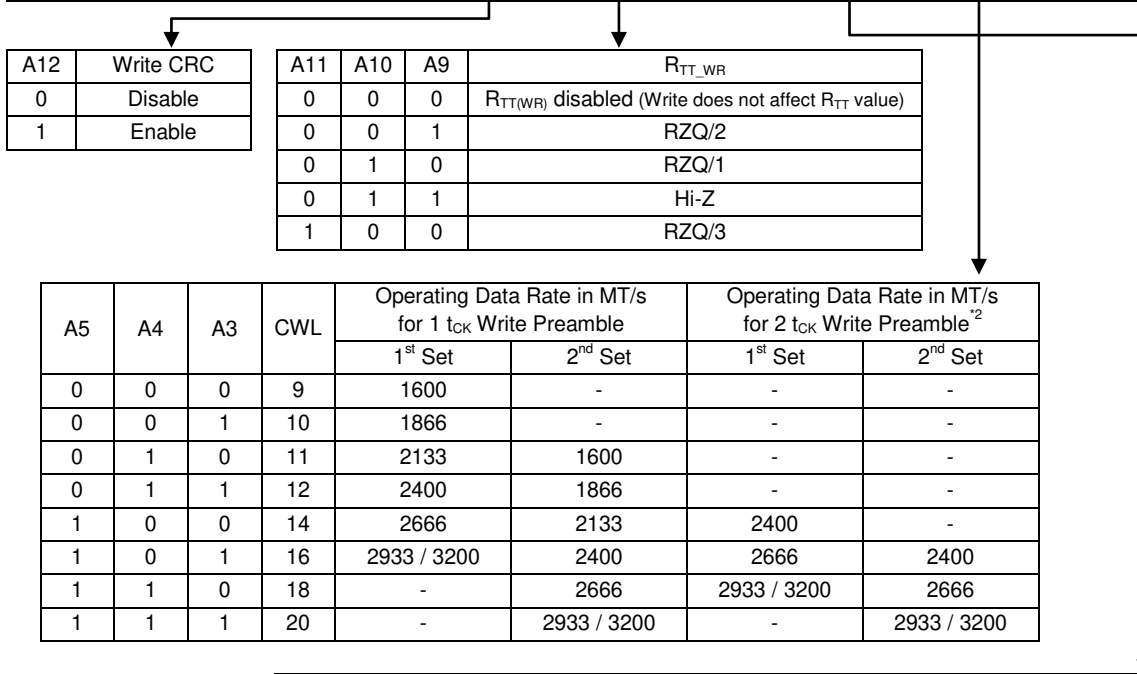 A12 Write CRC
0 Disable
1 Enable
A11 A10 A9 RTT_WR
0 0 0 RTT(WR) disabled (Write does not affect RTT value)
0 0 1 RZQ/2
0 1 0 RZQ/1
0 1 1 Hi-Z
1 0 0 RZQ/3
A5 A4 A3 CWL Operating Data Rate in MT/s for 1 tCK Write Preamble Operating Data Rate in MT/s for 2 tCK Write Preamble*2
1st Set 2nd Set 1st Set 2nd Set
0 0 0 9 1600 - - -
0 0 1 10 1866 - - -
0 1 0 11 2133 1600 - -
0 1 1 12 2400 1866 - -
1 0 0 14 2666 2133 2400 -
1 0 1 16 2933 / 3200 2400 2666 2400
1 1 0 18 - 2666 2933 / 3200 2666
1 1 1 20 - 2933 / 3200 - 2933 / 3200